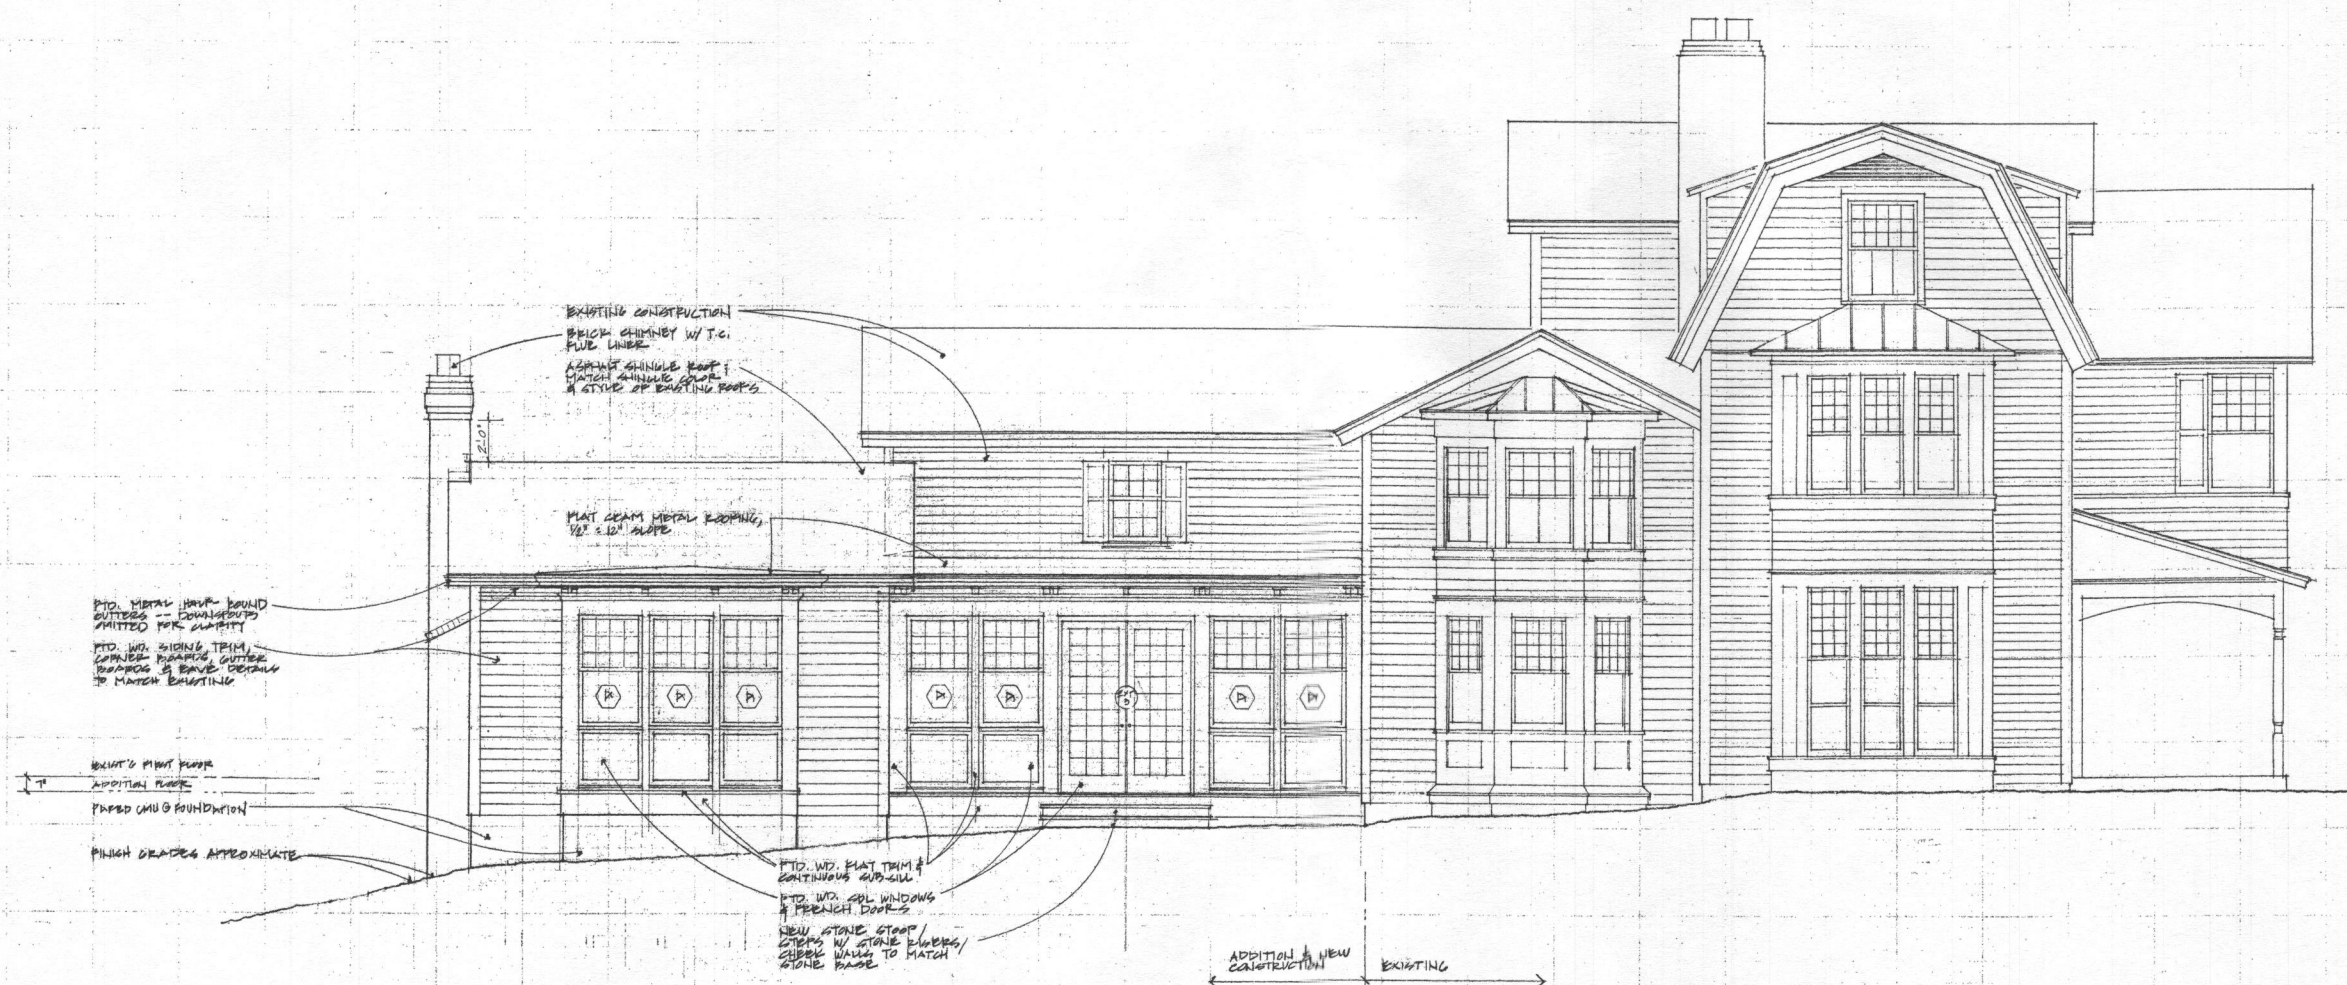 EXISTING CONSTRUCTION
BRICK CHIMNEY W/ T.C.
FLUE LINER
ASPHALT SHINGLE ROOF;
MATCH SHINGLE COLOR
& STYLE OF EXISTING ROOFS
2'-0"
FLAT SEAM METAL ROOFING,
1/2" : 12" SLOPE
PTD. METAL HALF ROUND
GUTTERS -- DOWNSPOUTS
OMITTED FOR CLARITY
PTD. WD. SIDING, TRIM,
CORNER BOARDS, GUTTER
BOARDS & EAVE DETAILS
TO MATCH EXISTING
A A A A A A A
EXIST'G FIRST FLOOR
7"
ADDITION FLOOR
PARGED CMU FOUNDATION
FINISH GRADES APPROXIMATE
PTD. WD. FLAT TRIM &
CONTINUOUS SUB-SILL
PTD. WD. SDL WINDOWS
& FRENCH DOORS
NEW STONE STOOP/
STEPS W/ STONE RISERS/
CHEEK WALLS TO MATCH
STONE BASE
ADDITION & NEW
CONSTRUCTION
EXISTING